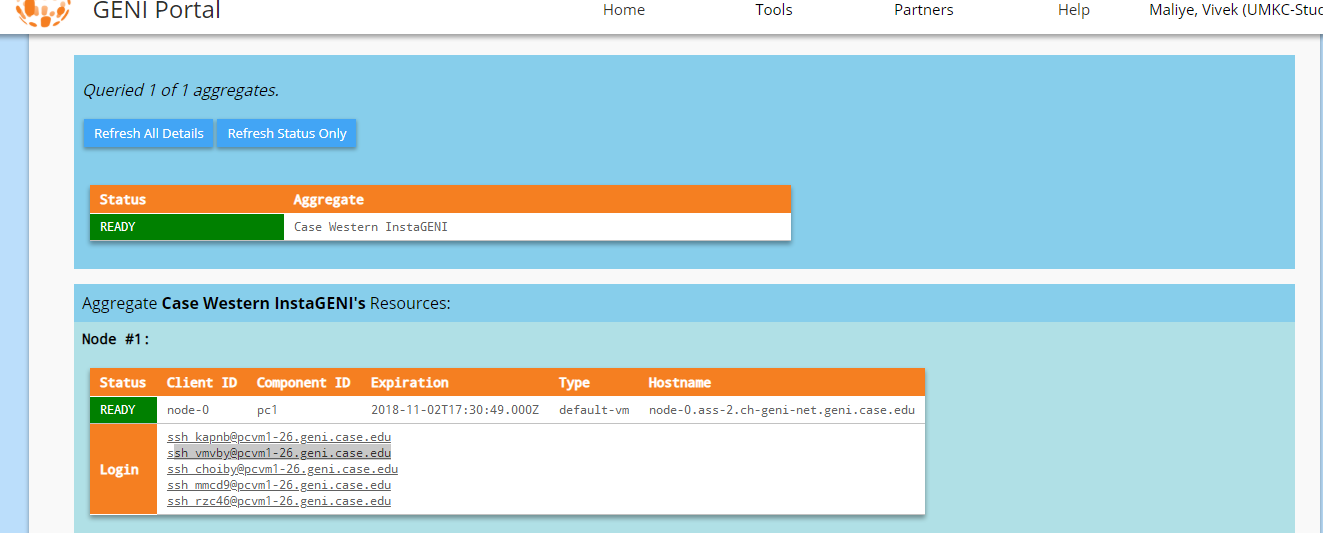 GENI Portal
Home Tools Partners Help Maliye, Vivek (UMKC-Stud
Queried 1 of 1 aggregates.
Refresh All Details Refresh Status Only
Status Aggregate
READY Case Western InstaGENI
Aggregate Case Western InstaGENI's Resources:
Node #1:
Status Client ID Component ID Expiration Type Hostname
READY node-0 pc1 2018-11-02T17:30:49.000Z default-vm node-0.ass-2.ch-geni-net.geni.case.edu
Login
ssh kapnb@pcvm1-26.geni.case.edu
ssh vmvby@pcvm1-26.geni.case.edu
ssh choiby@pcvm1-26.geni.case.edu
ssh mmcd9@pcvm1-26.geni.case.edu
ssh rzc46@pcvm1-26.geni.case.edu